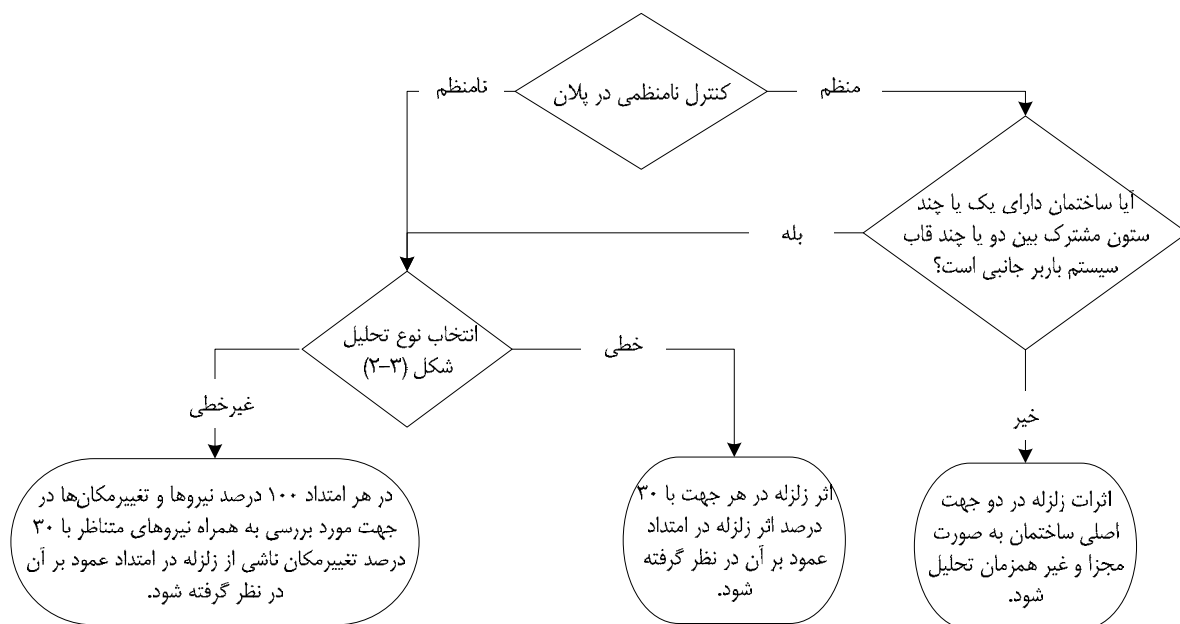 کنترل نامنظمی در پلان
منظم
نامنظم
آیا ساختمان دارای یک یا چند
ستون مشترک بین دو یا چند قاب
سیستم باربر جانبی است؟
بله
خیر
انتخاب نوع تحلیل
شکل (۳-۲)
خطی
غیرخطی
اثرات زلزله در دو جهت
اصلی ساختمان به صورت
مجزا و غیر همزمان تحلیل
شود.
اثر زلزله در هر جهت با ۳۰
درصد اثر زلزله در امتداد
عمود بر آن در نظر گرفته
شود.
در هر امتداد ۱۰۰ درصد نیروها و تغییرمکان‌ها در
جهت مورد بررسی به همراه نیروهای متناظر با ۳۰
درصد تغییرمکان ناشی از زلزله در امتداد عمود بر آن
در نظر گرفته شود.